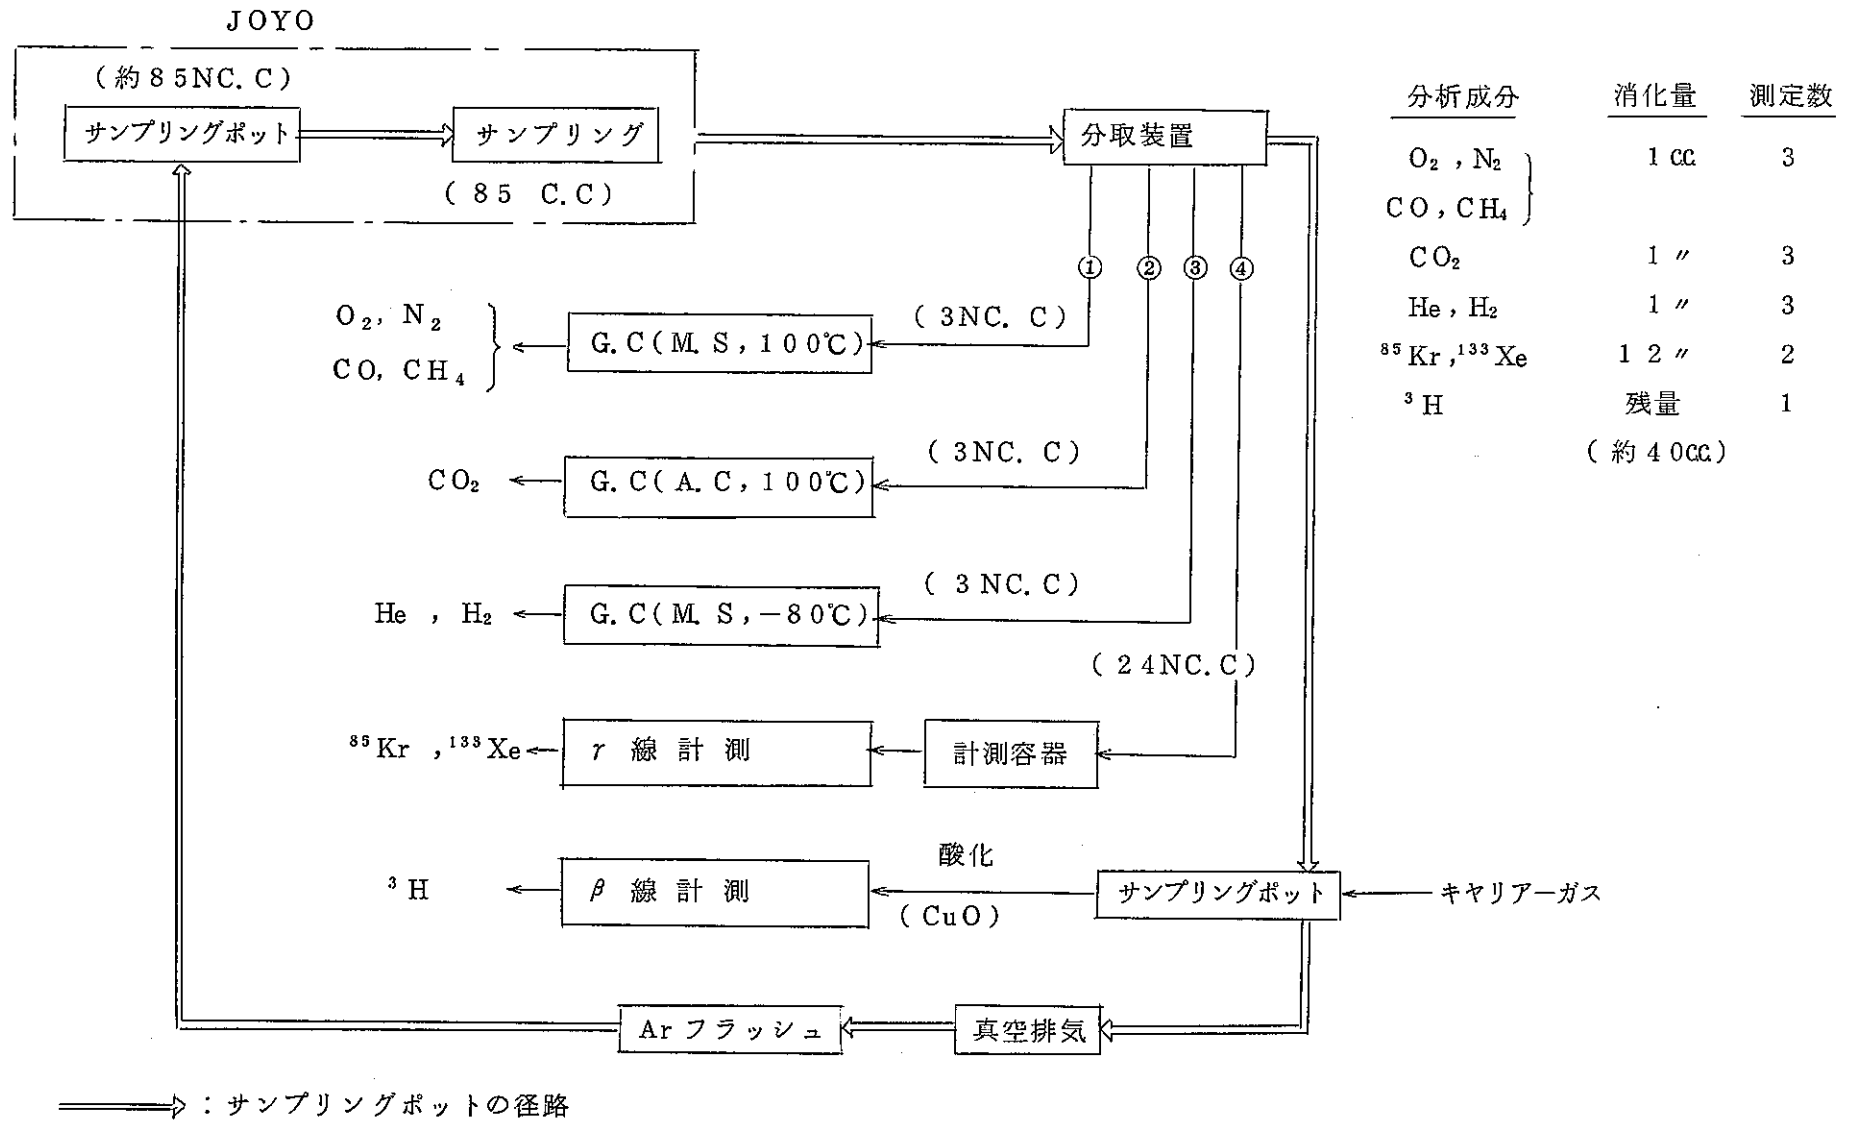 JOYO
(約85NC.C)
サンプリングポット
サンプリング
(85 C.C)
分取装置
① ② ③ ④
O₂, N₂
CO, CH₄
G.C(M.S,100℃)
(3NC.C)
CO₂
G.C(A.C,100℃)
(3NC.C)
He , H₂
G.C(M.S,−80℃)
(3NC.C)
(24NC.C)
⁸⁵Kr ,¹³³Xe
γ線計測
計測容器
³H
β線計測
酸化
(CuO)
サンプリングポット
キャリアーガス
Arフラッシュ
真空排気
:サンプリングポットの径路
分析成分 消化量 測定数
O₂ , N₂ 1cc. 3
CO , CH₄
CO₂ 1〃 3
He , H₂ 1〃 3
⁸⁵Kr ,¹³³Xe 12〃 2
³H 残量 1
(約40cc.)